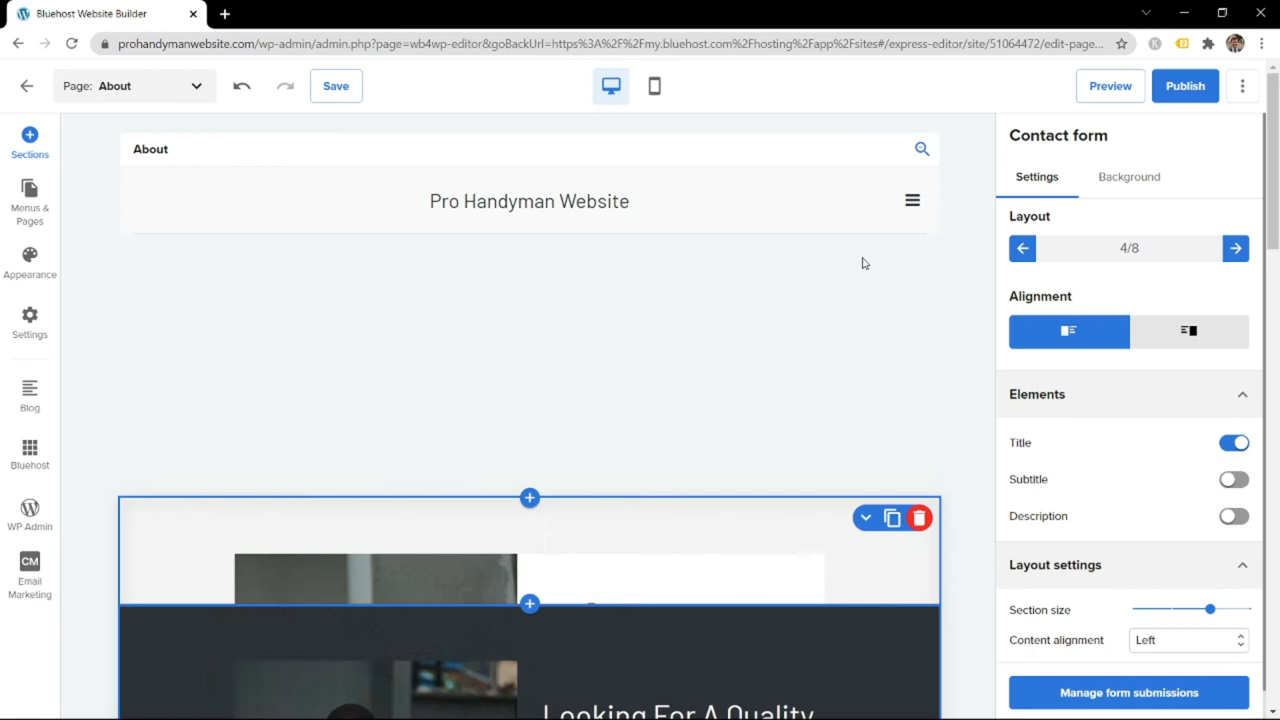 Bluehost Website Builder
prohandymanwebsite.com/wp-admin/admin.php?page=wb4wp-editor&goBackUrl=https%3A%2F%2Fmy.bluehost.com%2Fhosting%2Fapp%2Fsites#/express-editor/site/51064472/edit-page...
Page: About
Save
Preview
Publish
Sections
Menus &
Pages
Appearance
Settings
Blog
Bluehost
WP Admin
CM
Email
Marketing
About
Pro Handyman Website
Looking For A Quality
Contact form
Settings
Background
Layout
4/8
Alignment
Elements
Title
Subtitle
Description
Layout settings
Section size
Content alignment
Left
Manage form submissions